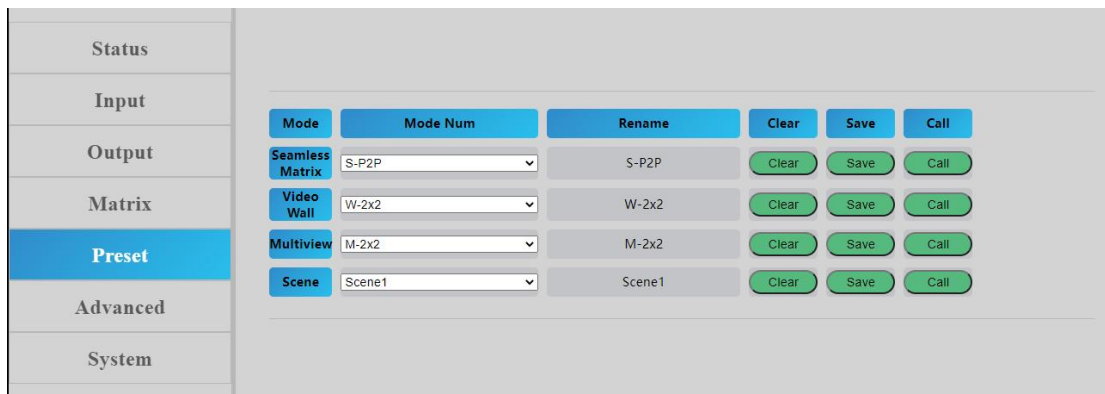 Status
Input
Output
Matrix
Preset
Advanced
System
Mode Mode Num Rename Clear Save Call
Seamless
Matrix S-P2P S-P2P Clear Save Call
Video
Wall W-2x2 W-2x2 Clear Save Call
Multiview M-2x2 M-2x2 Clear Save Call
Scene Scene1 Scene1 Clear Save Call